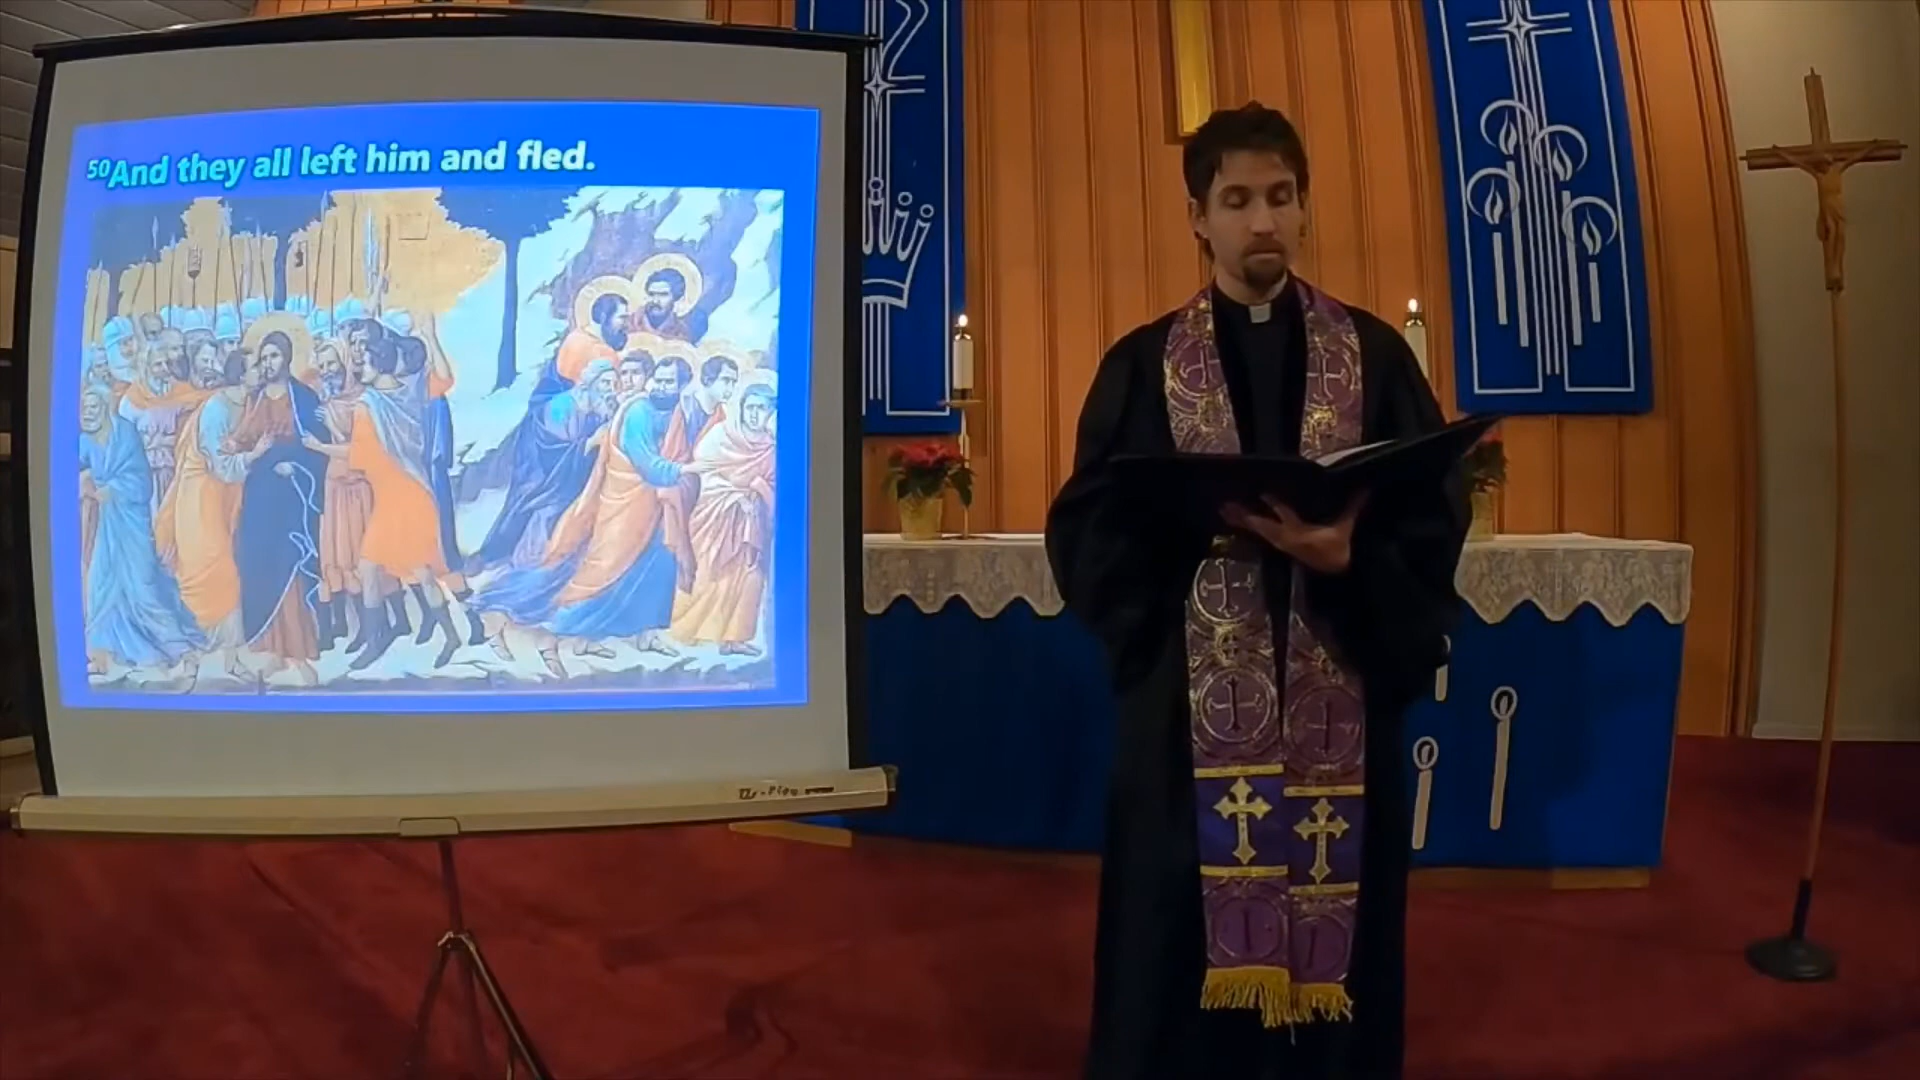 ⁵⁰And they all left him and fled.